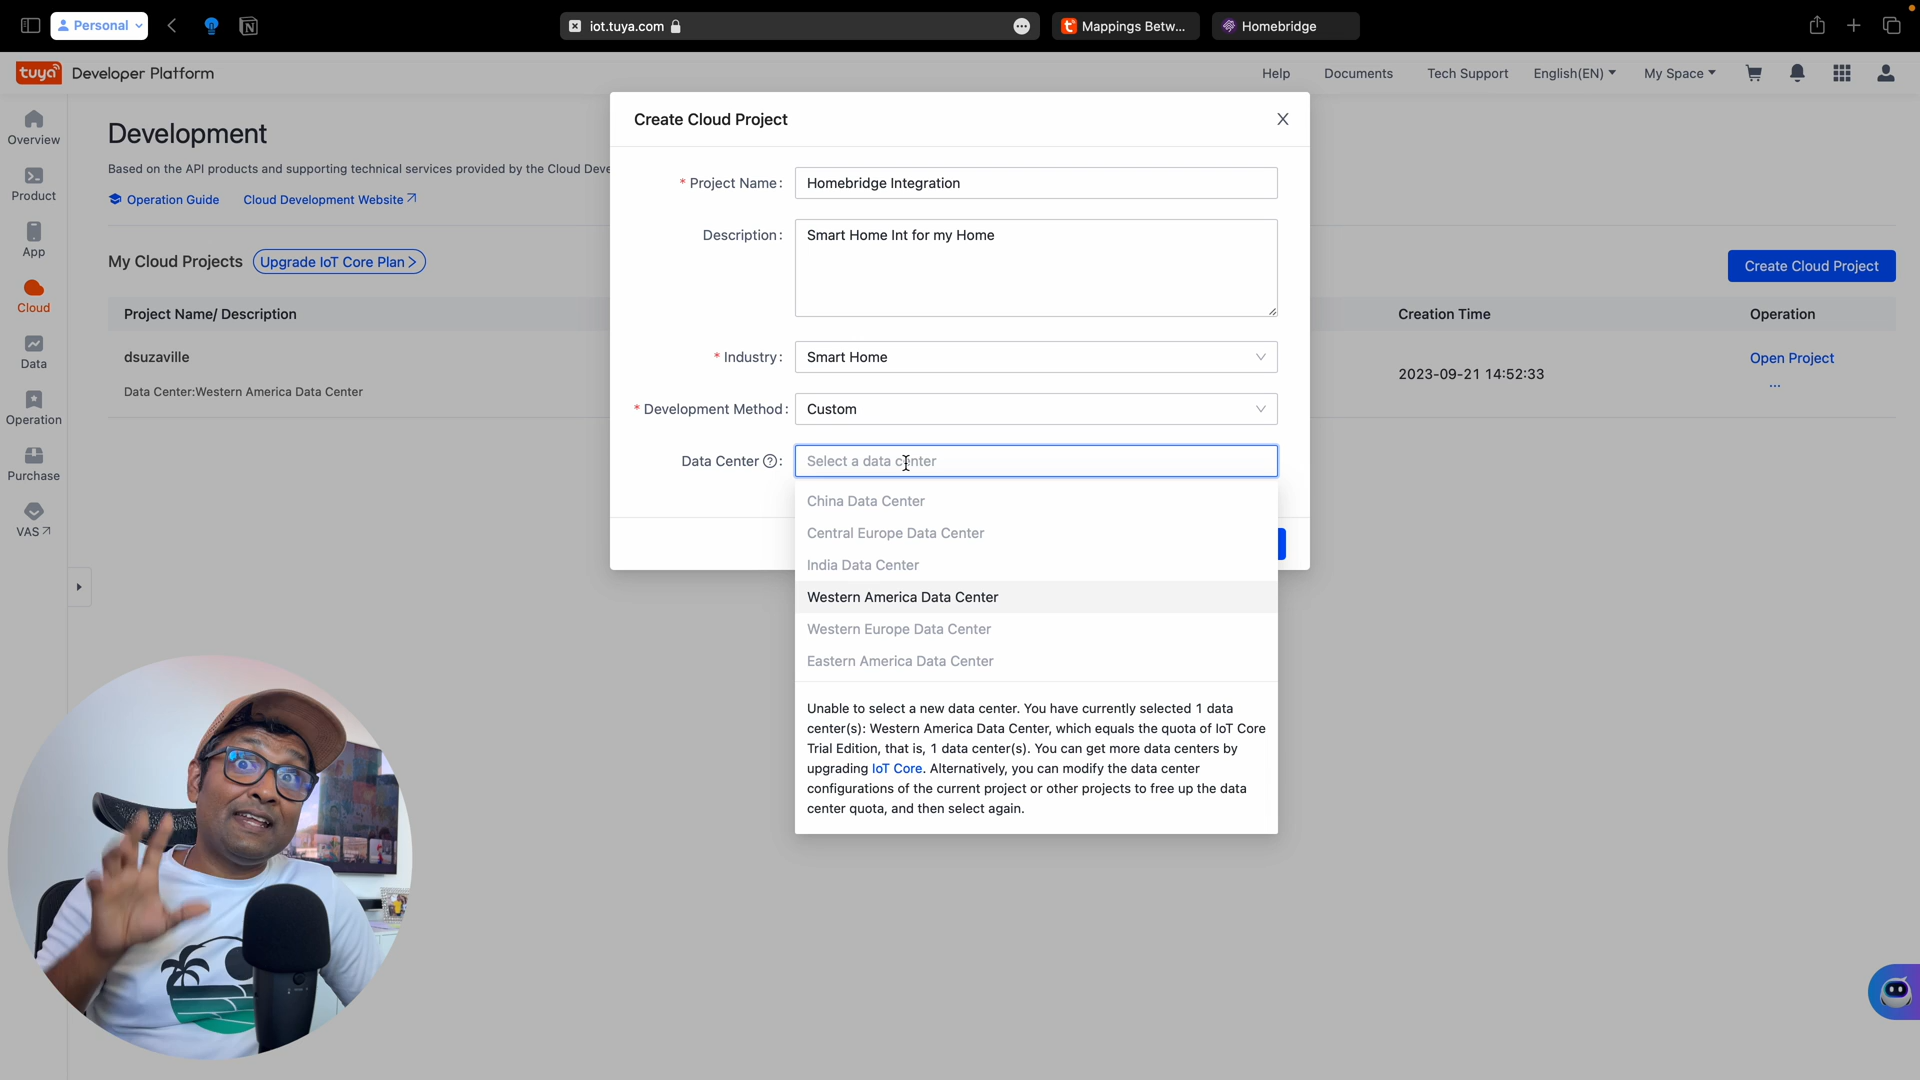 Personal
iot.tuya.com
Mappings Betw...
Homebridge
tuya
Developer Platform
Help
Documents
Tech Support
English(EN)
My Space
Overview
Product
App
Cloud
Data
Operation
Purchase
VAS
Development
Based on the API products and supporting technical services provided by the Cloud Deve
Operation Guide
Cloud Development Website
My Cloud Projects
Upgrade IoT Core Plan
Create Cloud Project
Project Name/ Description
Creation Time
Operation
dsuzaville
Data Center:Western America Data Center
2023-09-21 14:52:33
Open Project
...
Create Cloud Project
* Project Name:
Homebridge Integration
Description:
Smart Home Int for my Home
* Industry:
Smart Home
* Development Method:
Custom
Data Center ? :
Select a data center
China Data Center
Central Europe Data Center
India Data Center
Western America Data Center
Western Europe Data Center
Eastern America Data Center
Unable to select a new data center. You have currently selected 1 data
center(s): Western America Data Center, which equals the quota of IoT Core
Trial Edition, that is, 1 data center(s). You can get more data centers by
upgrading IoT Core. Alternatively, you can modify the data center
configurations of the current project or other projects to free up the data
center quota, and then select again.